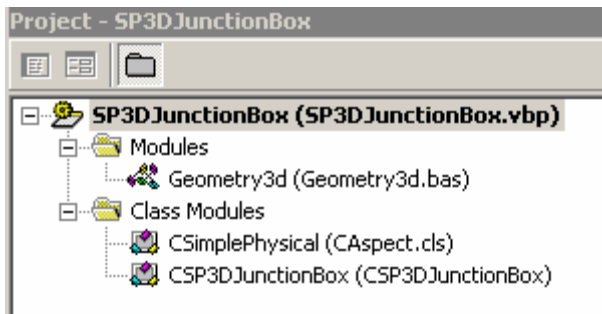 Project - SP3DJunctionBox
SP3DJunctionBox (SP3DJunctionBox.vbp)
Modules
Geometry3d (Geometry3d.bas)
Class Modules
CSimplePhysical (CAspect.cls)
CSP3DJunctionBox (CSP3DJunctionBox)